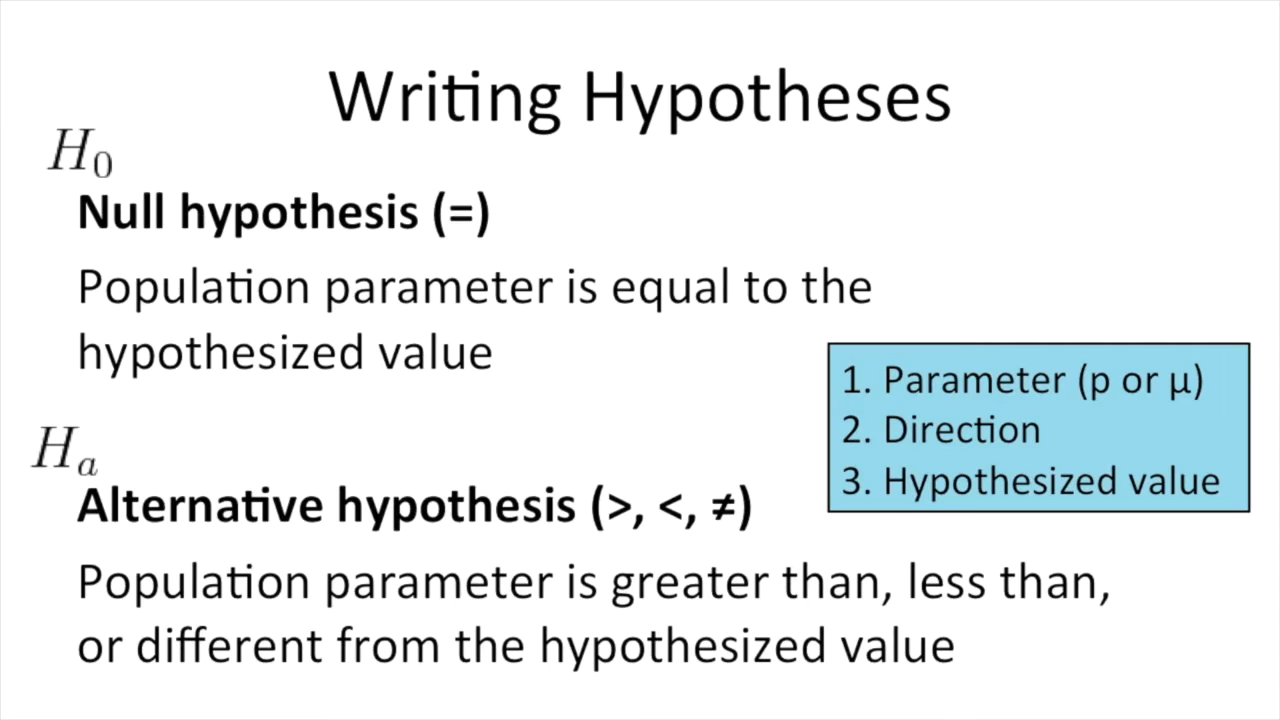 Writing Hypotheses
H₀
Null hypothesis (=)
Population parameter is equal to the
hypothesized value
1. Parameter (p or μ)
2. Direction
3. Hypothesized value
Hₐ
Alternative hypothesis (>, <, ≠)
Population parameter is greater than, less than,
or different from the hypothesized value